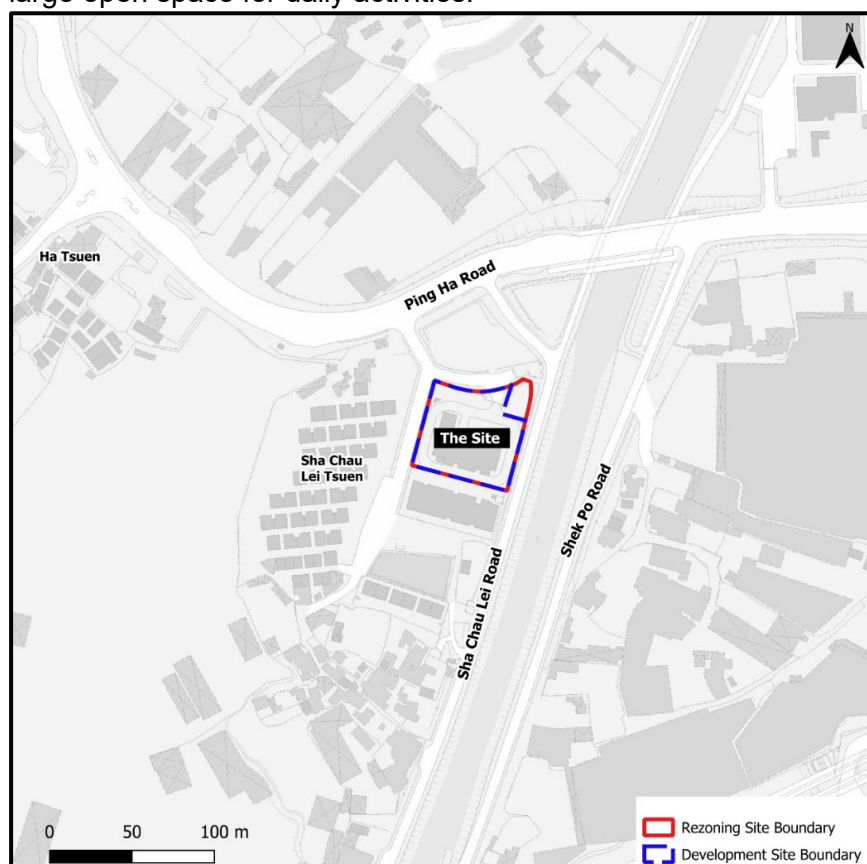 large open space for daily activities.
N
Ha Tsuen
Ping Ha Road
The Site
Sha Chau
Lei Tsuen
Shek Po Road
Sha Chau Lei Road
0 50 100 m
Rezoning Site Boundary
Development Site Boundary